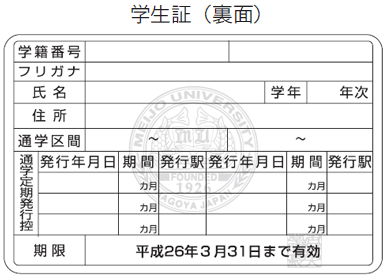 学生証（裏面）
学籍番号
フリガナ
氏名 学年 年次
住所
通学区間 ～ ～
通学定期発行控
発行年月日 期間 発行駅 発行年月日 期間 発行駅
カ月 カ月
カ月 カ月
カ月 カ月
期限 平成26年3月31日まで有効
MEIJO UNIVERSITY
FOUNDED
1926
NAGOYA JAPAN